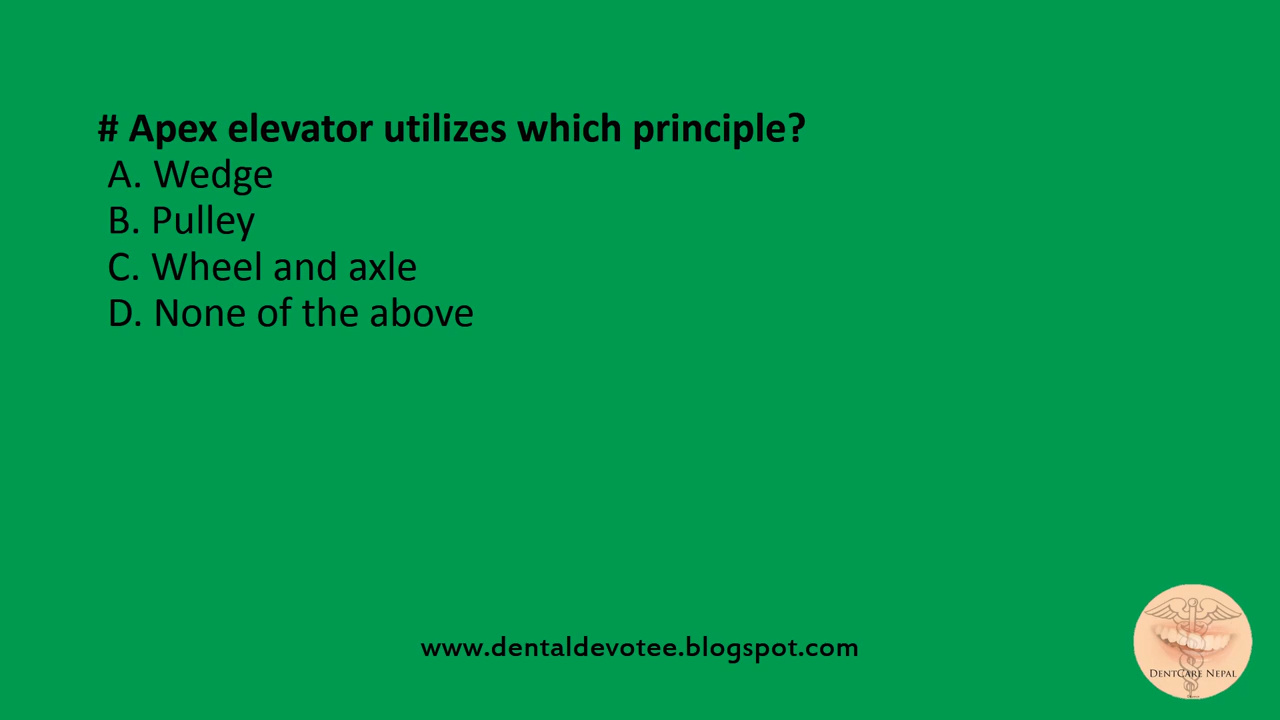 # Apex elevator utilizes which principle?
A. Wedge
B. Pulley
C. Wheel and axle
D. None of the above
www.dentaldevotee.blogspot.com
DentCare Nepal